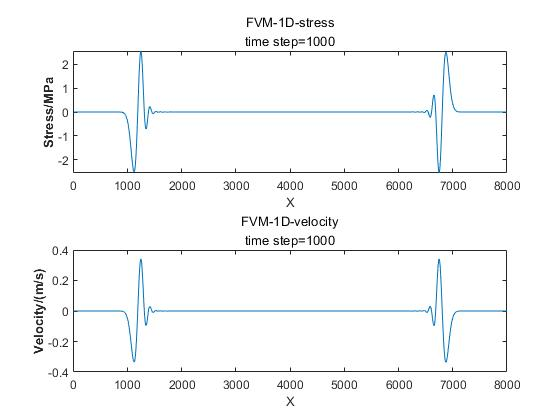 FVM-1D-stress
time step=1000
Stress/MPa
2
1
0
-1
-2
0 1000 2000 3000 4000 5000 6000 7000 8000
X
FVM-1D-velocity
time step=1000
Velocity/(m/s)
0.4
0.2
0
-0.2
-0.4
0 1000 2000 3000 4000 5000 6000 7000 8000
X